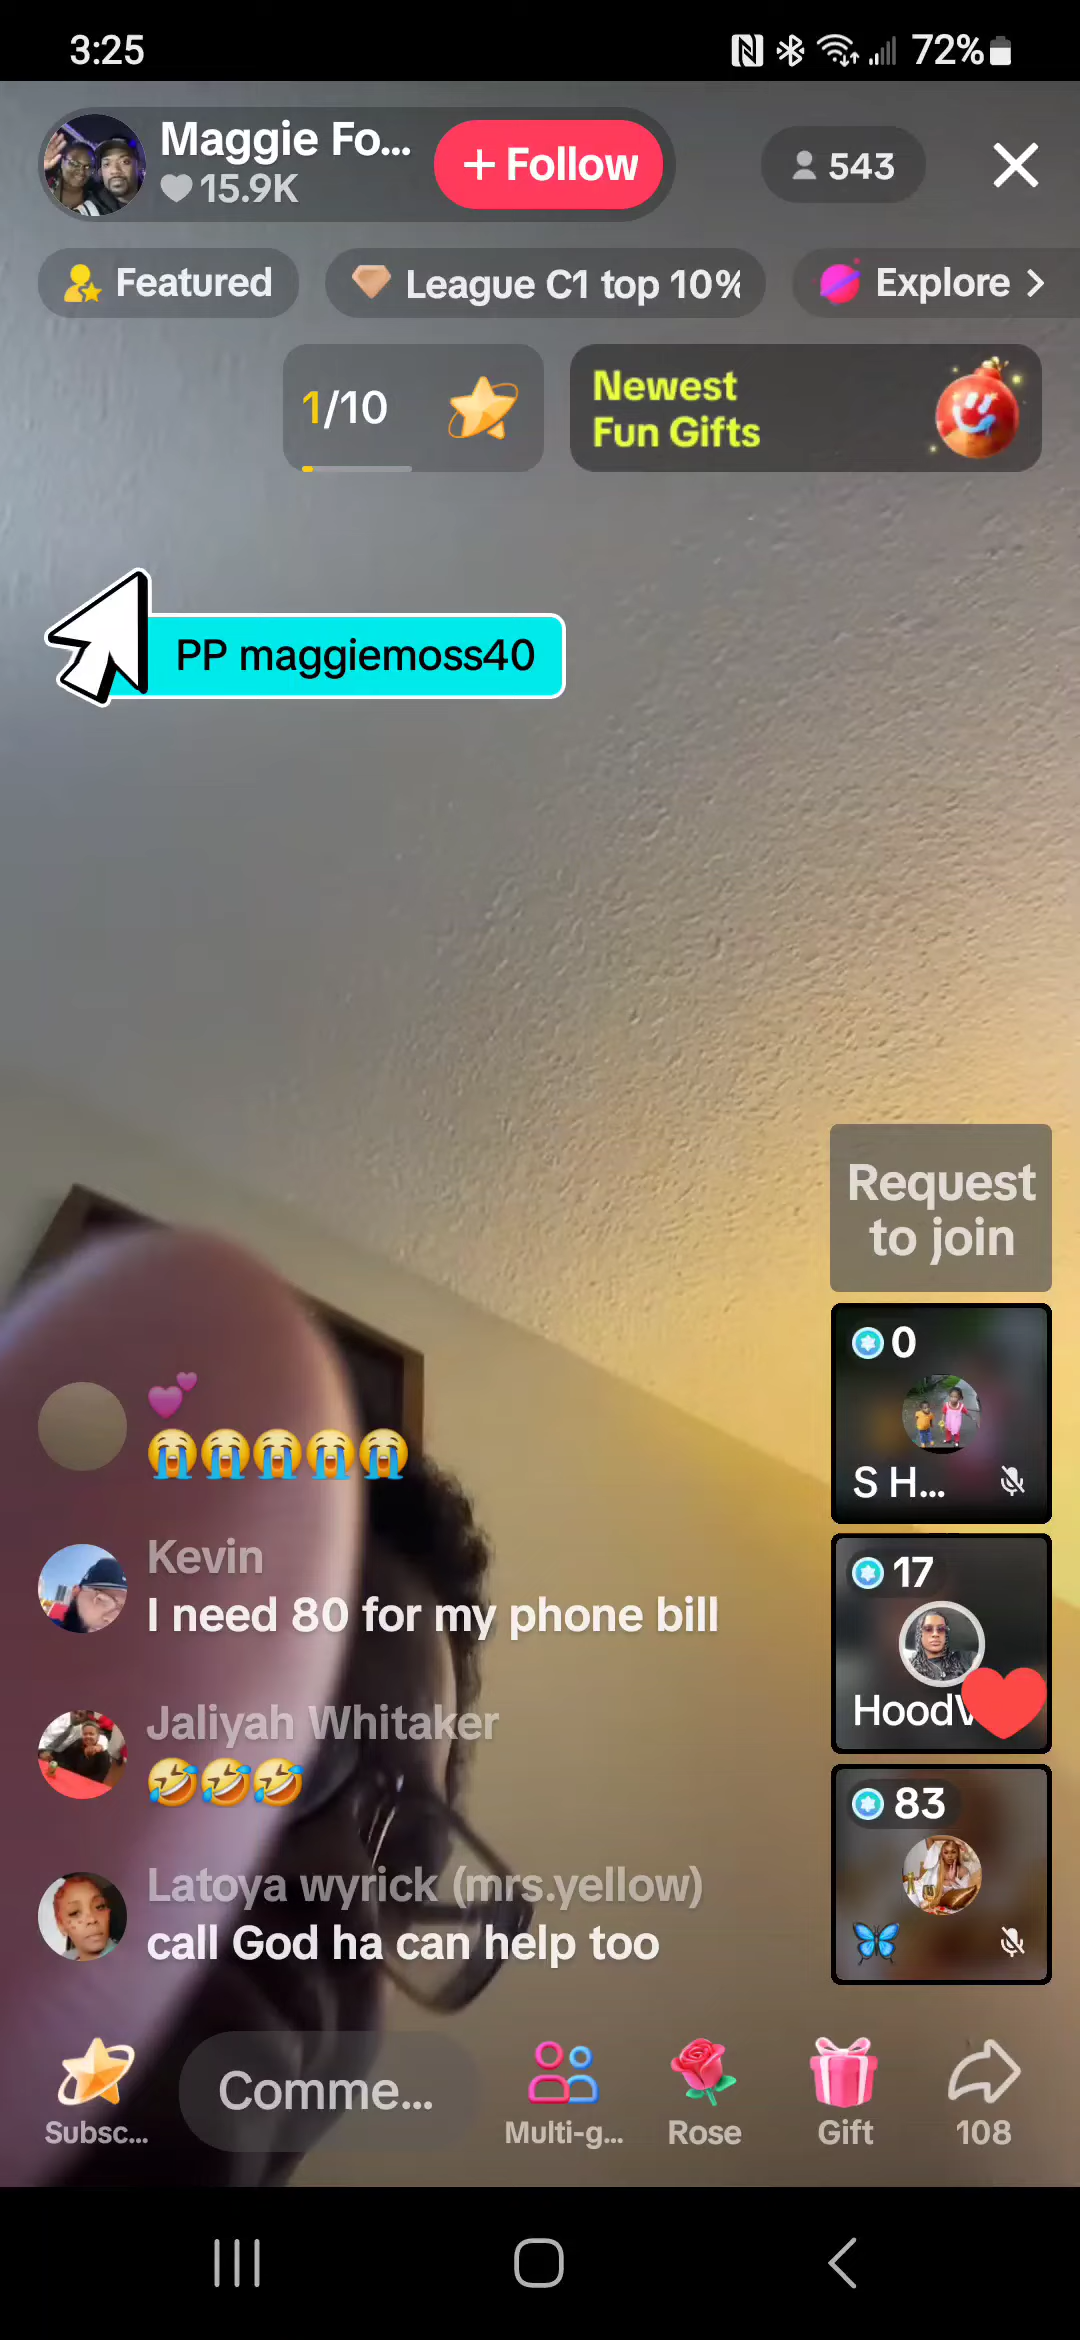 3:25
72%
Maggie Fo...
15.9K
+ Follow
543
Featured
League C1 top 10%
Explore >
1/10
Newest
Fun Gifts
PP maggiemoss40
Request
to join
0
S H...
💕
😭😭😭😭😭
Kevin
I need 80 for my phone bill
17
HoodV
Jaliyah Whitaker
🤣🤣🤣
83
🦋
Latoya wyrick (mrs.yellow)
call God ha can help too
Subsc...
Comme...
Multi-g...
Rose
Gift
108